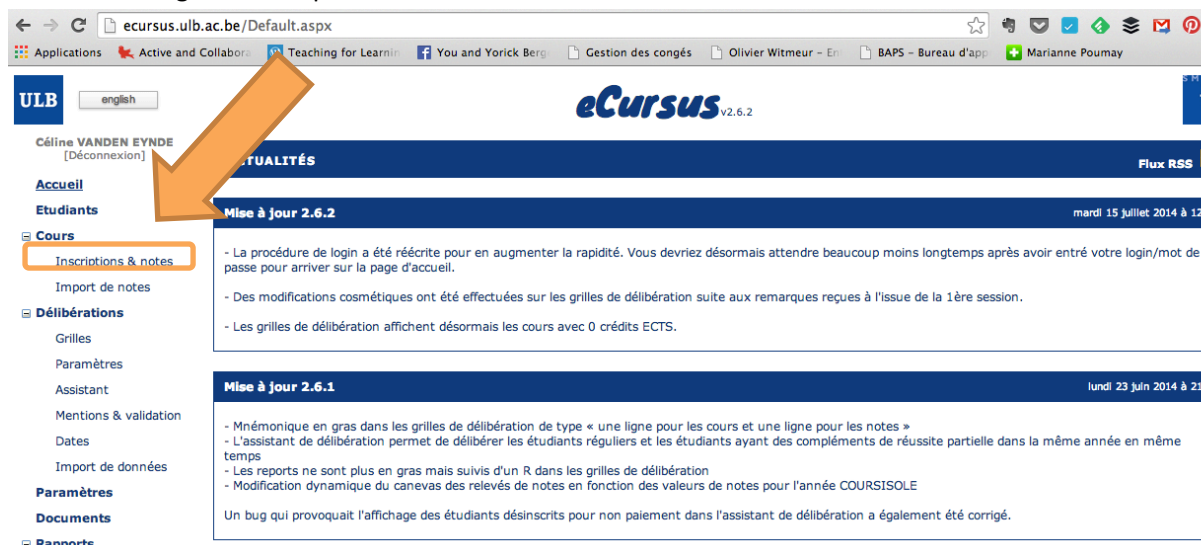 ecursus.ulb.ac.be/Default.aspx
Applications Active and Collabora Teaching for Learnin You and Yorick Berg Gestion des congés Olivier Witmeur – En BAPS – Bureau d'app Marianne Poumay
ULB english eCursus v2.6.2
Céline VANDEN EYNDE
[Déconnexion]
Accueil
Etudiants
Cours
Inscriptions & notes
Import de notes
Délibérations
Grilles
Paramètres
Assistant
Mentions & validation
Dates
Import de données
Paramètres
Documents
Rapports
TUALITÉS Flux RSS
Mise à jour 2.6.2 mardi 15 juillet 2014 à 12
- La procédure de login a été réécrite pour en augmenter la rapidité. Vous devriez désormais attendre beaucoup moins longtemps après avoir entré votre login/mot de
passe pour arriver sur la page d'accueil.
- Des modifications cosmétiques ont été effectuées sur les grilles de délibération suite aux remarques reçues à l'issue de la 1ère session.
- Les grilles de délibération affichent désormais les cours avec 0 crédits ECTS.
Mise à jour 2.6.1 lundi 23 juin 2014 à 21
- Mnémonique en gras dans les grilles de délibération de type « une ligne pour les cours et une ligne pour les notes »
- L'assistant de délibération permet de délibérer les étudiants réguliers et les étudiants ayant des compléments de réussite partielle dans la même année en même
temps
- Les reports ne sont plus en gras mais suivis d'un R dans les grilles de délibération
- Modification dynamique du canevas des relevés de notes en fonction des valeurs de notes pour l'année COURSISOLE
Un bug qui provoquait l'affichage des étudiants désinscrits pour non paiement dans l'assistant de délibération a également été corrigé.